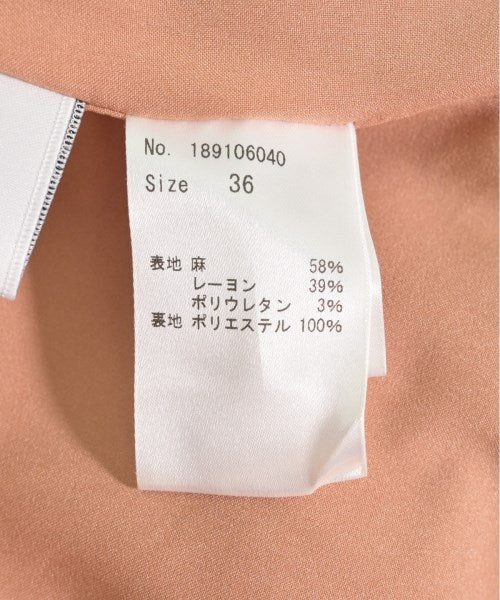 No. 189106040
Size 36
表地 麻 58%
レーヨン 39%
ポリウレタン 3%
裏地 ポリエステル 100%